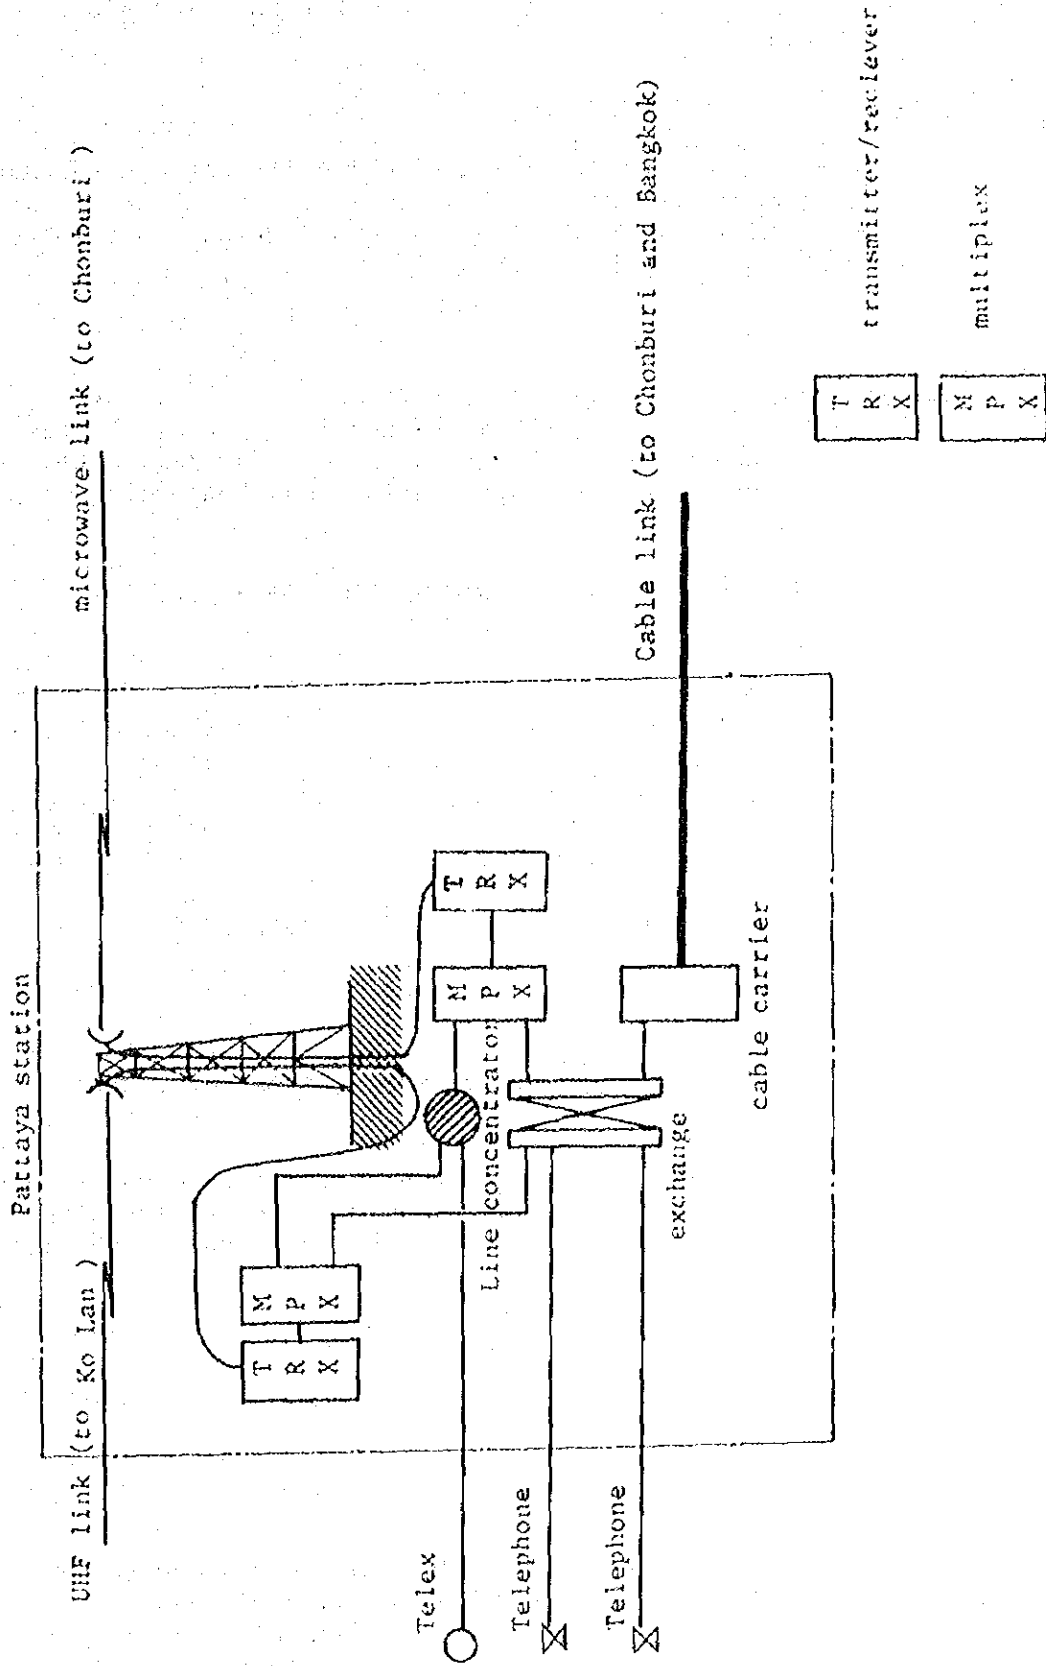 Pattaya station
UHF link (to Ko Lan )
microwave link (to Chonburi )
T
R
X
M
P
X
M
P
X
T
R
X
Telex
Line concentrator
Telephone
Telephone
exchange
cable carrier
Cable link (to Chonburi and Bangkok)
T
R
X
transmitter/reciever
M
P
X
multiplex